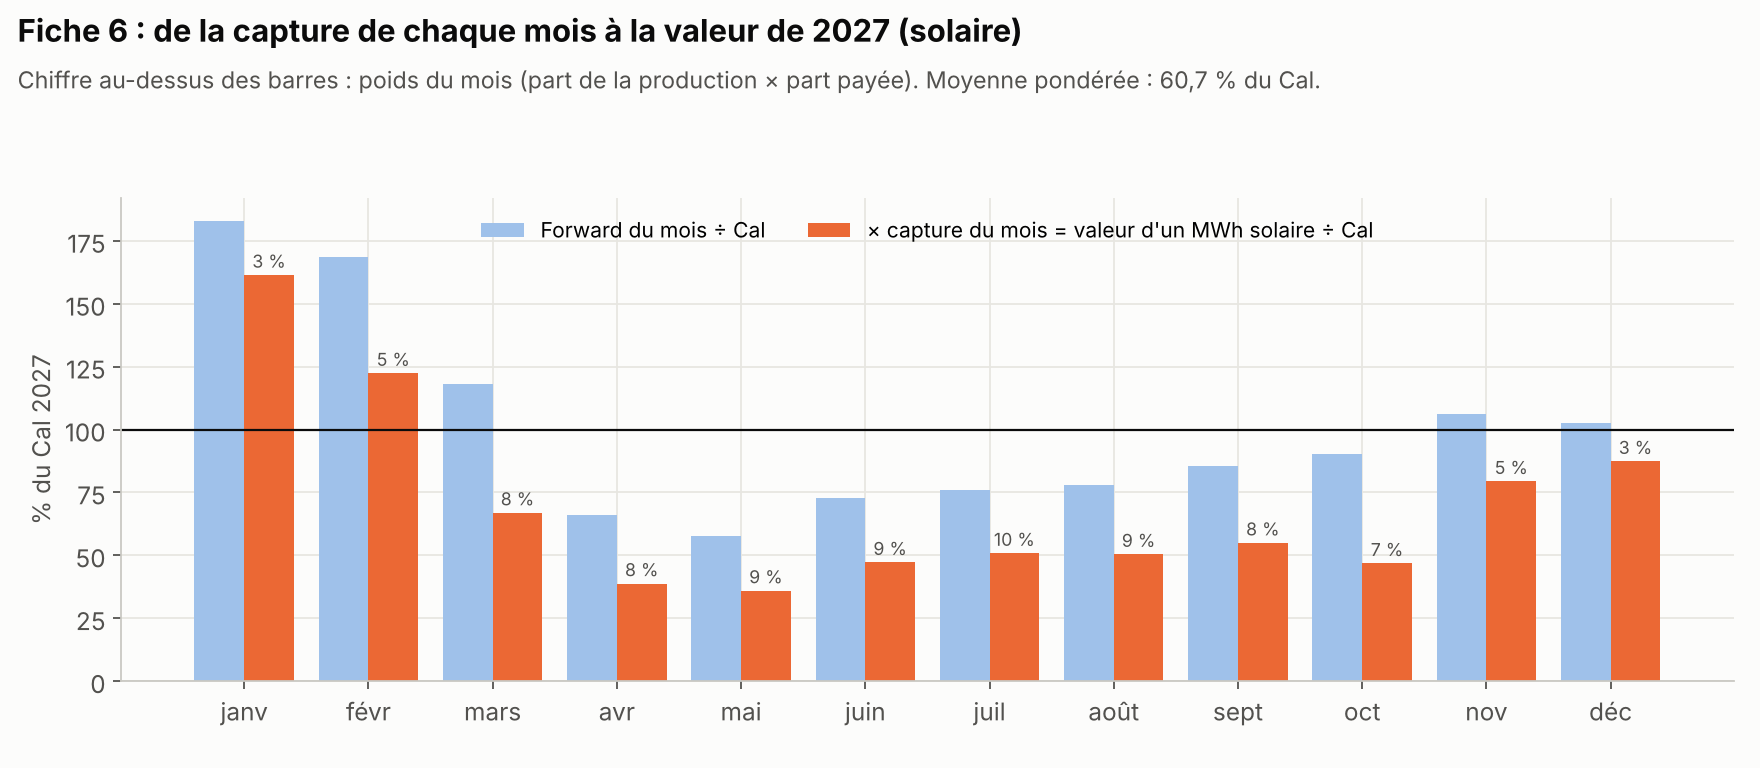 Fiche 6 : de la capture de chaque mois à la valeur de 2027 (solaire)
Chiffre au-dessus des barres : poids du mois (part de la production × part payée). Moyenne pondérée : 60,7 % du Cal.
Forward du mois ÷ Cal
× capture du mois = valeur d'un MWh solaire ÷ Cal
% du Cal 2027
175
150
125
100
75
50
25
0
3 %
5 %
8 %
8 %
9 %
9 %
10 %
9 %
8 %
7 %
5 %
3 %
janv
févr
mars
avr
mai
juin
juil
août
sept
oct
nov
déc